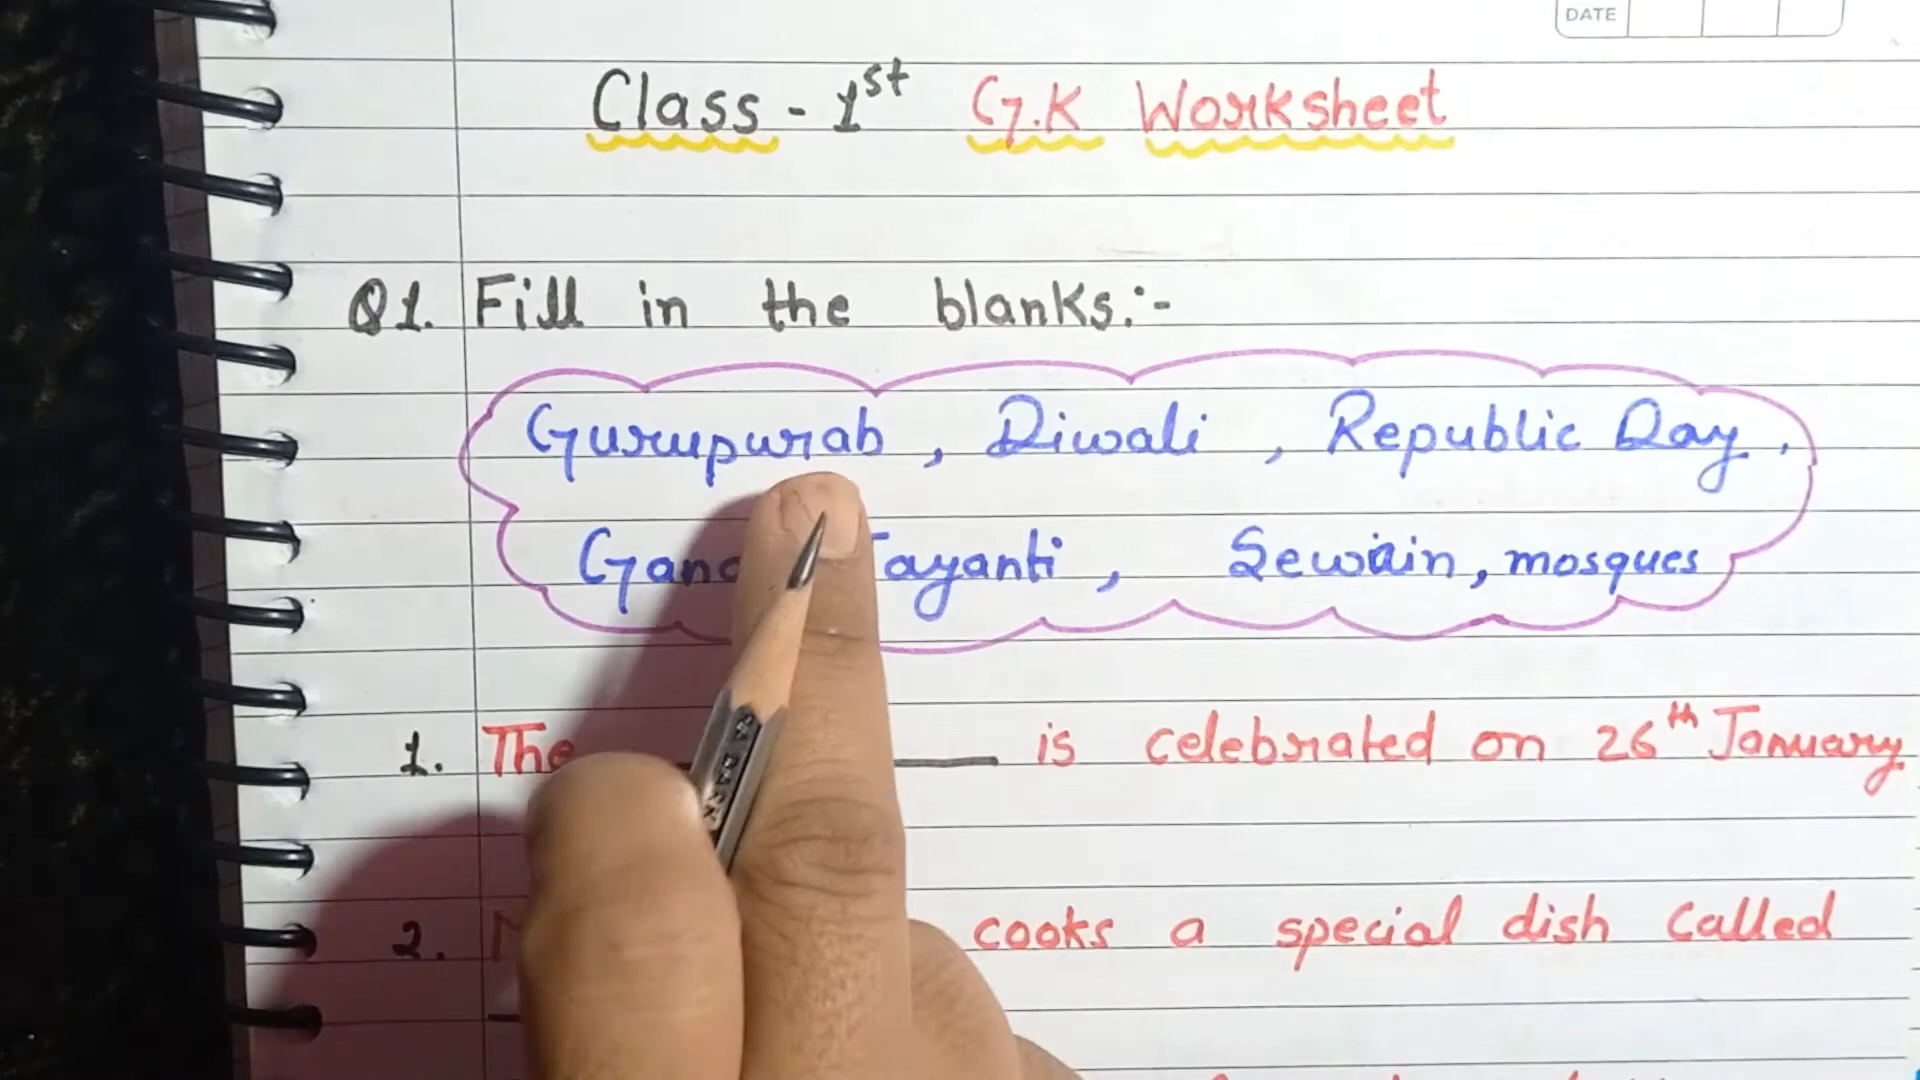 DATE
Class - 1st G.K Worksheet
Q1. Fill in the blanks:-
Gurupurab, Diwali, Republic Day,
Jayanti, Sewain, mosques
1. The ______ is celebrated on 26th January
2. cooks a special dish called